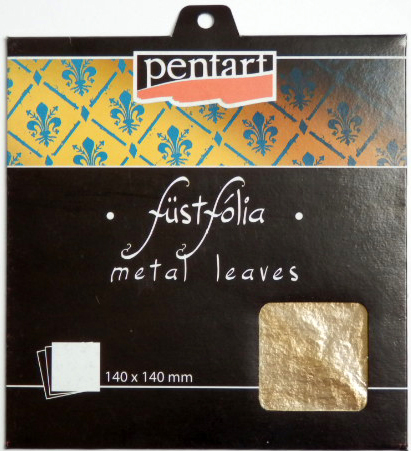 pentart
• füstfólia •
metal leaves
140 x 140 mm